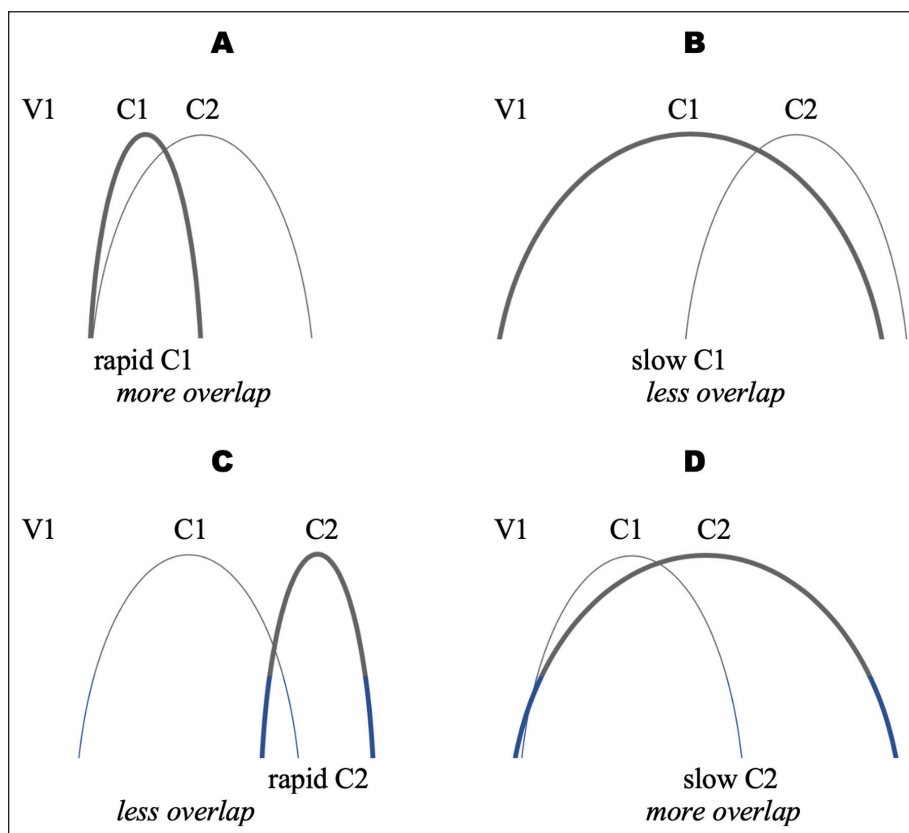 A
B
V1 C1 C2
V1 C1 C2
rapid C1
more overlap
slow C1
less overlap
C
D
V1 C1 C2
V1 C1 C2
rapid C2
less overlap
slow C2
more overlap